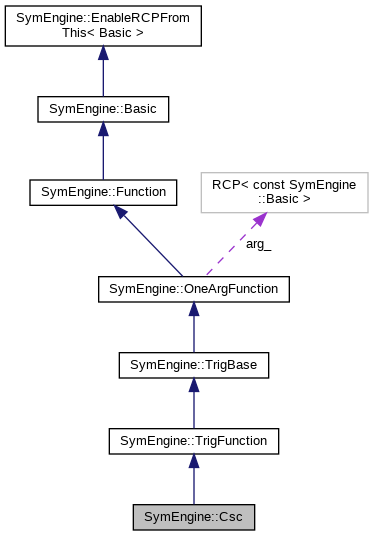 SymEngine::EnableRCPFrom
This< Basic >
SymEngine::Basic
SymEngine::Function
RCP< const SymEngine
::Basic >
arg_
SymEngine::OneArgFunction
SymEngine::TrigBase
SymEngine::TrigFunction
SymEngine::Csc